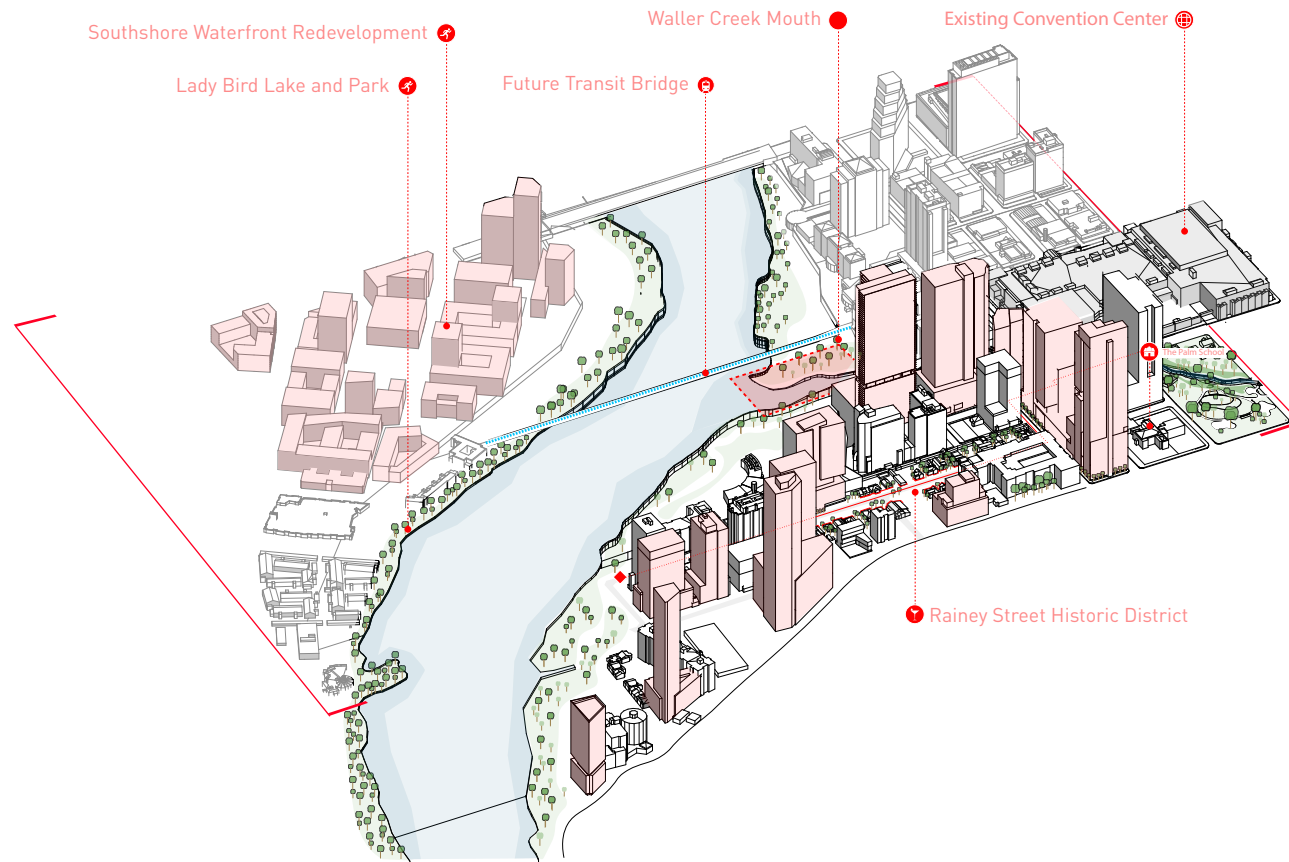 Waller Creek Mouth
Existing Convention Center
Southshore Waterfront Redevelopment
Lady Bird Lake and Park
Future Transit Bridge
The Palm School
Rainey Street Historic District